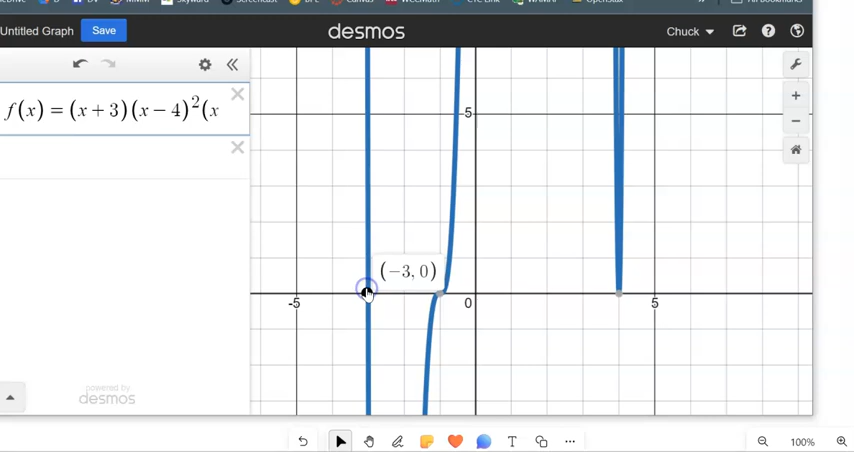 Untitled Graph Save desmos Chuck
f(x) = (x + 3)(x − 4)²(x
5
(−3, 0)
-5 0 5
powered by
desmos
100%